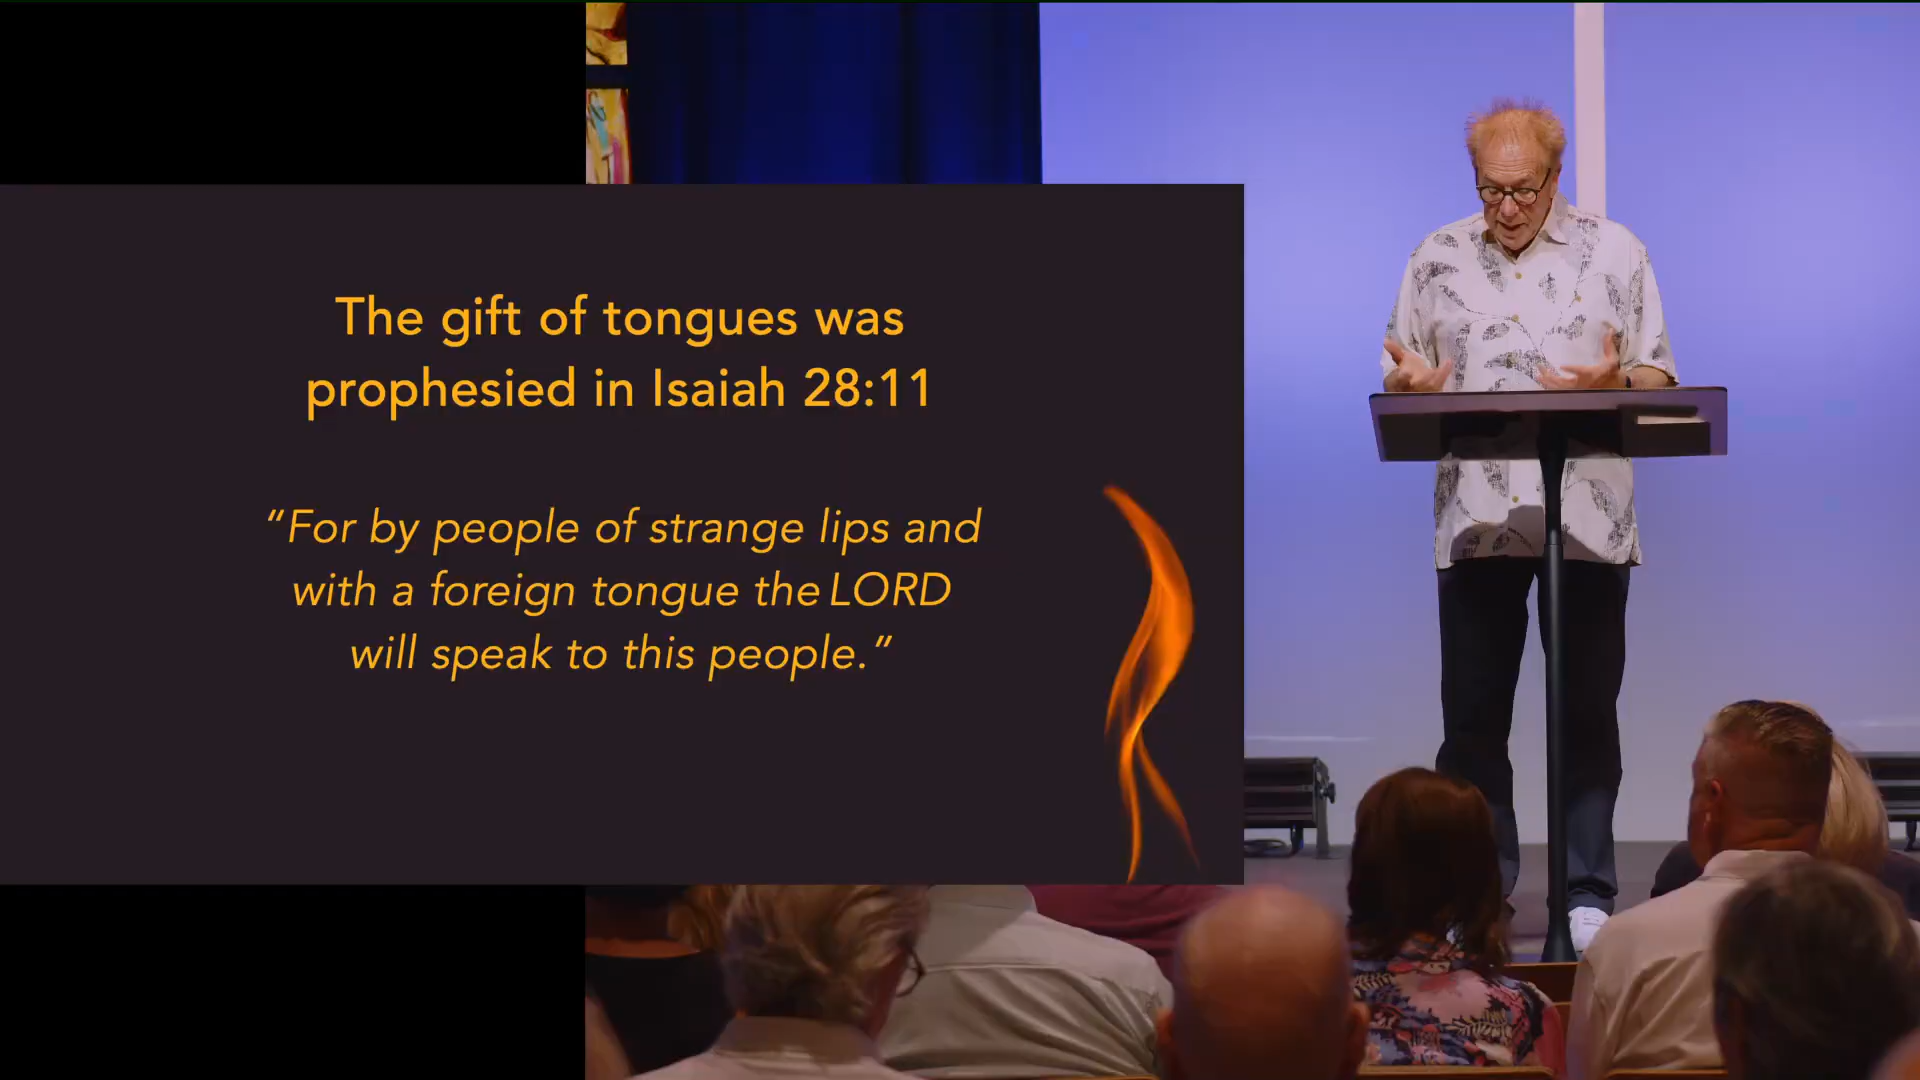 The gift of tongues was
prophesied in Isaiah 28:11
“For by people of strange lips and
with a foreign tongue the LORD
will speak to this people.”